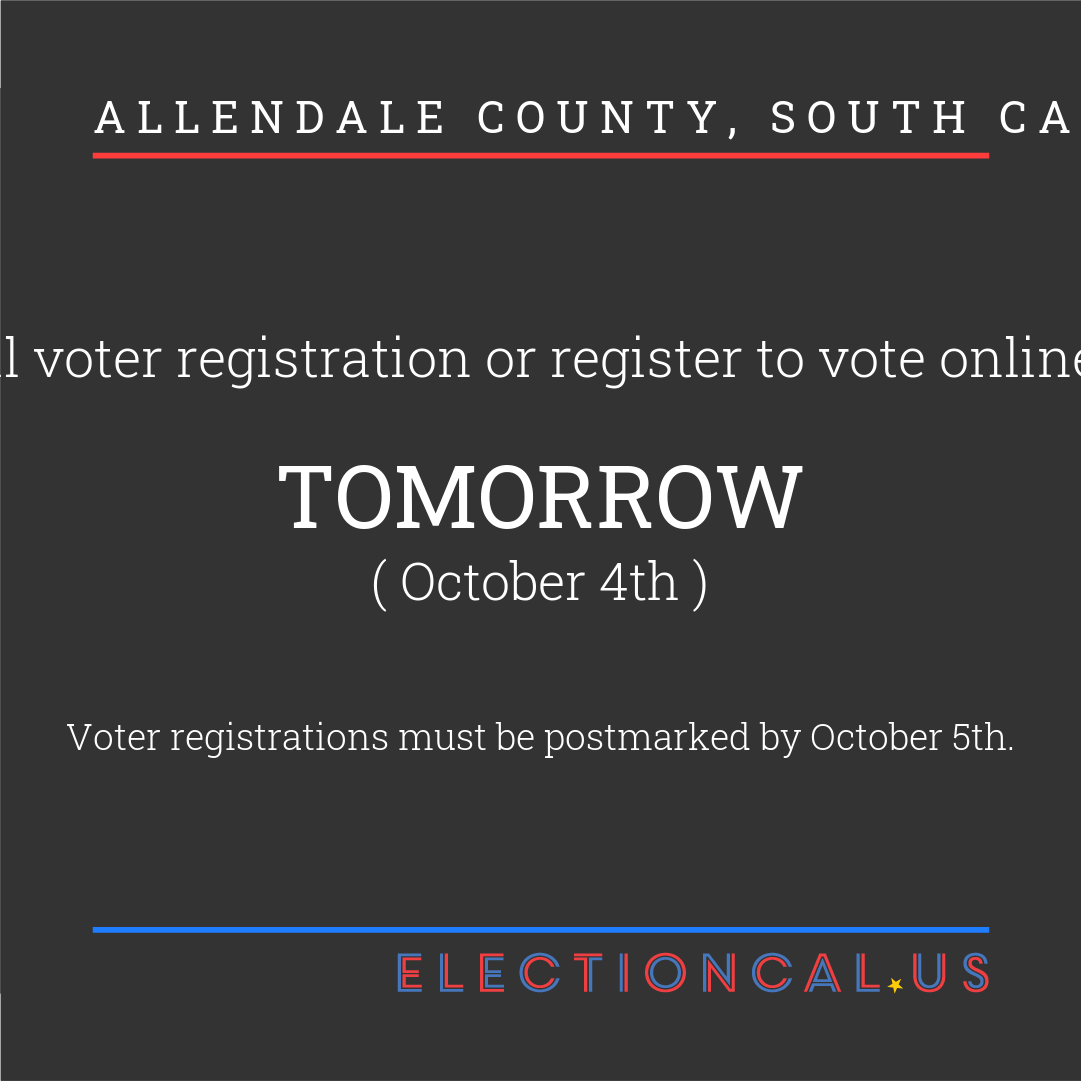 ALLENDALE COUNTY, SOUTH CA
l voter registration or register to vote online
TOMORROW
( October 4th )
Voter registrations must be postmarked by October 5th.
ELECTIONCAL.US